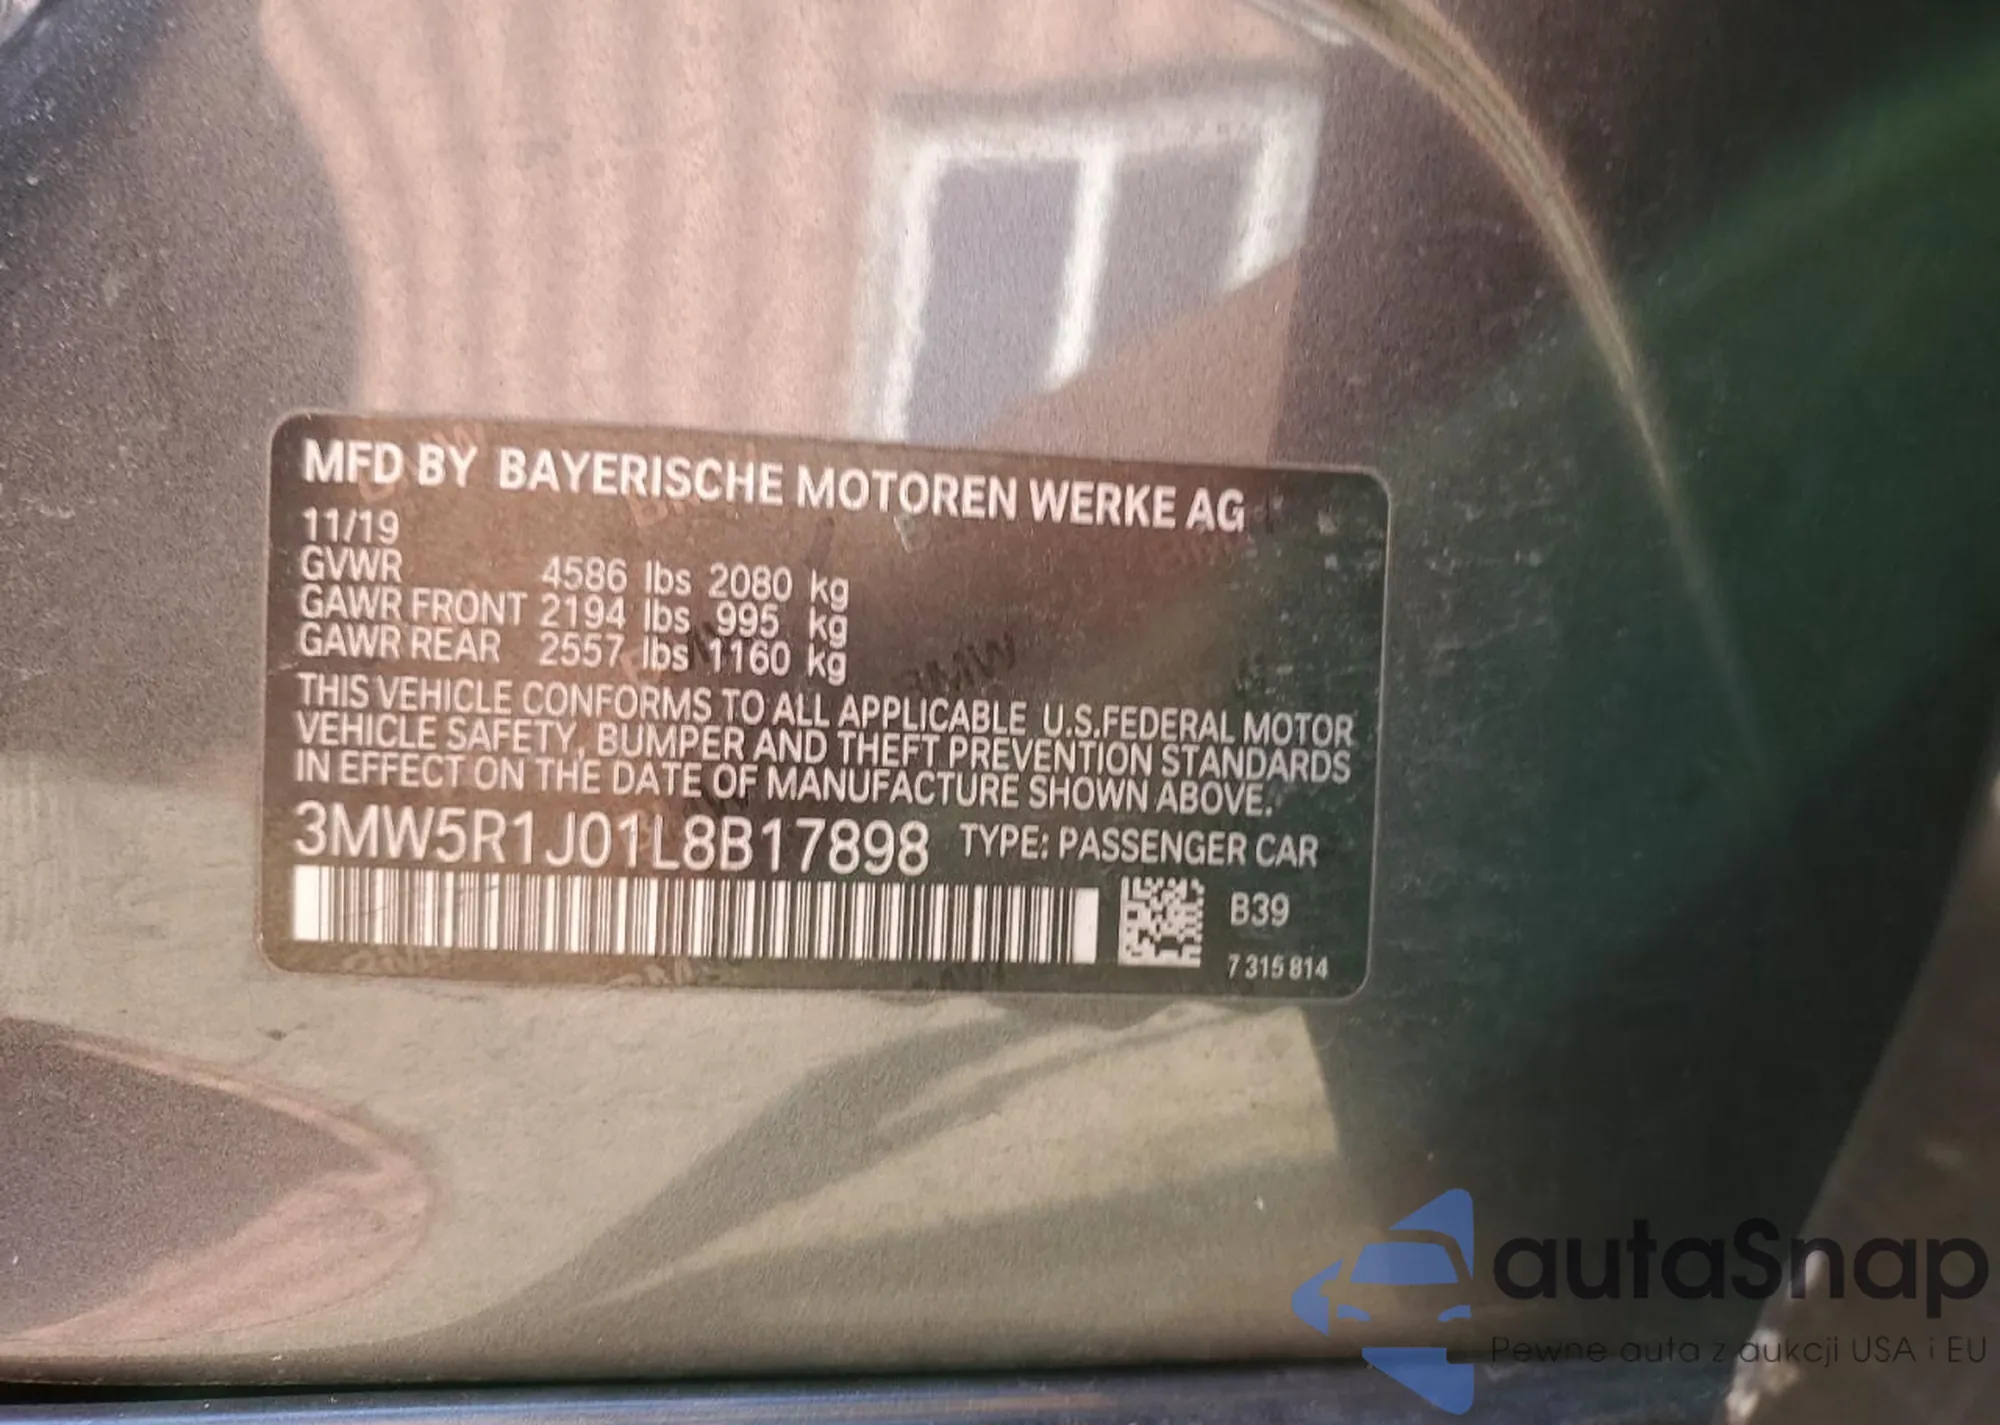 MFD BY BAYERISCHE MOTOREN WERKE AG
11/19
GVWR 4586 lbs 2080 kg
GAWR FRONT 2194 lbs 995 kg
GAWR REAR 2557 lbs 1160 kg
THIS VEHICLE CONFORMS TO ALL APPLICABLE U.S.FEDERAL MOTOR
VEHICLE SAFETY, BUMPER AND THEFT PREVENTION STANDARDS
IN EFFECT ON THE DATE OF MANUFACTURE SHOWN ABOVE.
3MW5R1J01L8B17898 TYPE: PASSENGER CAR
B39
7 315 814
autaSnap
Pewne auta z aukcji USA i EU